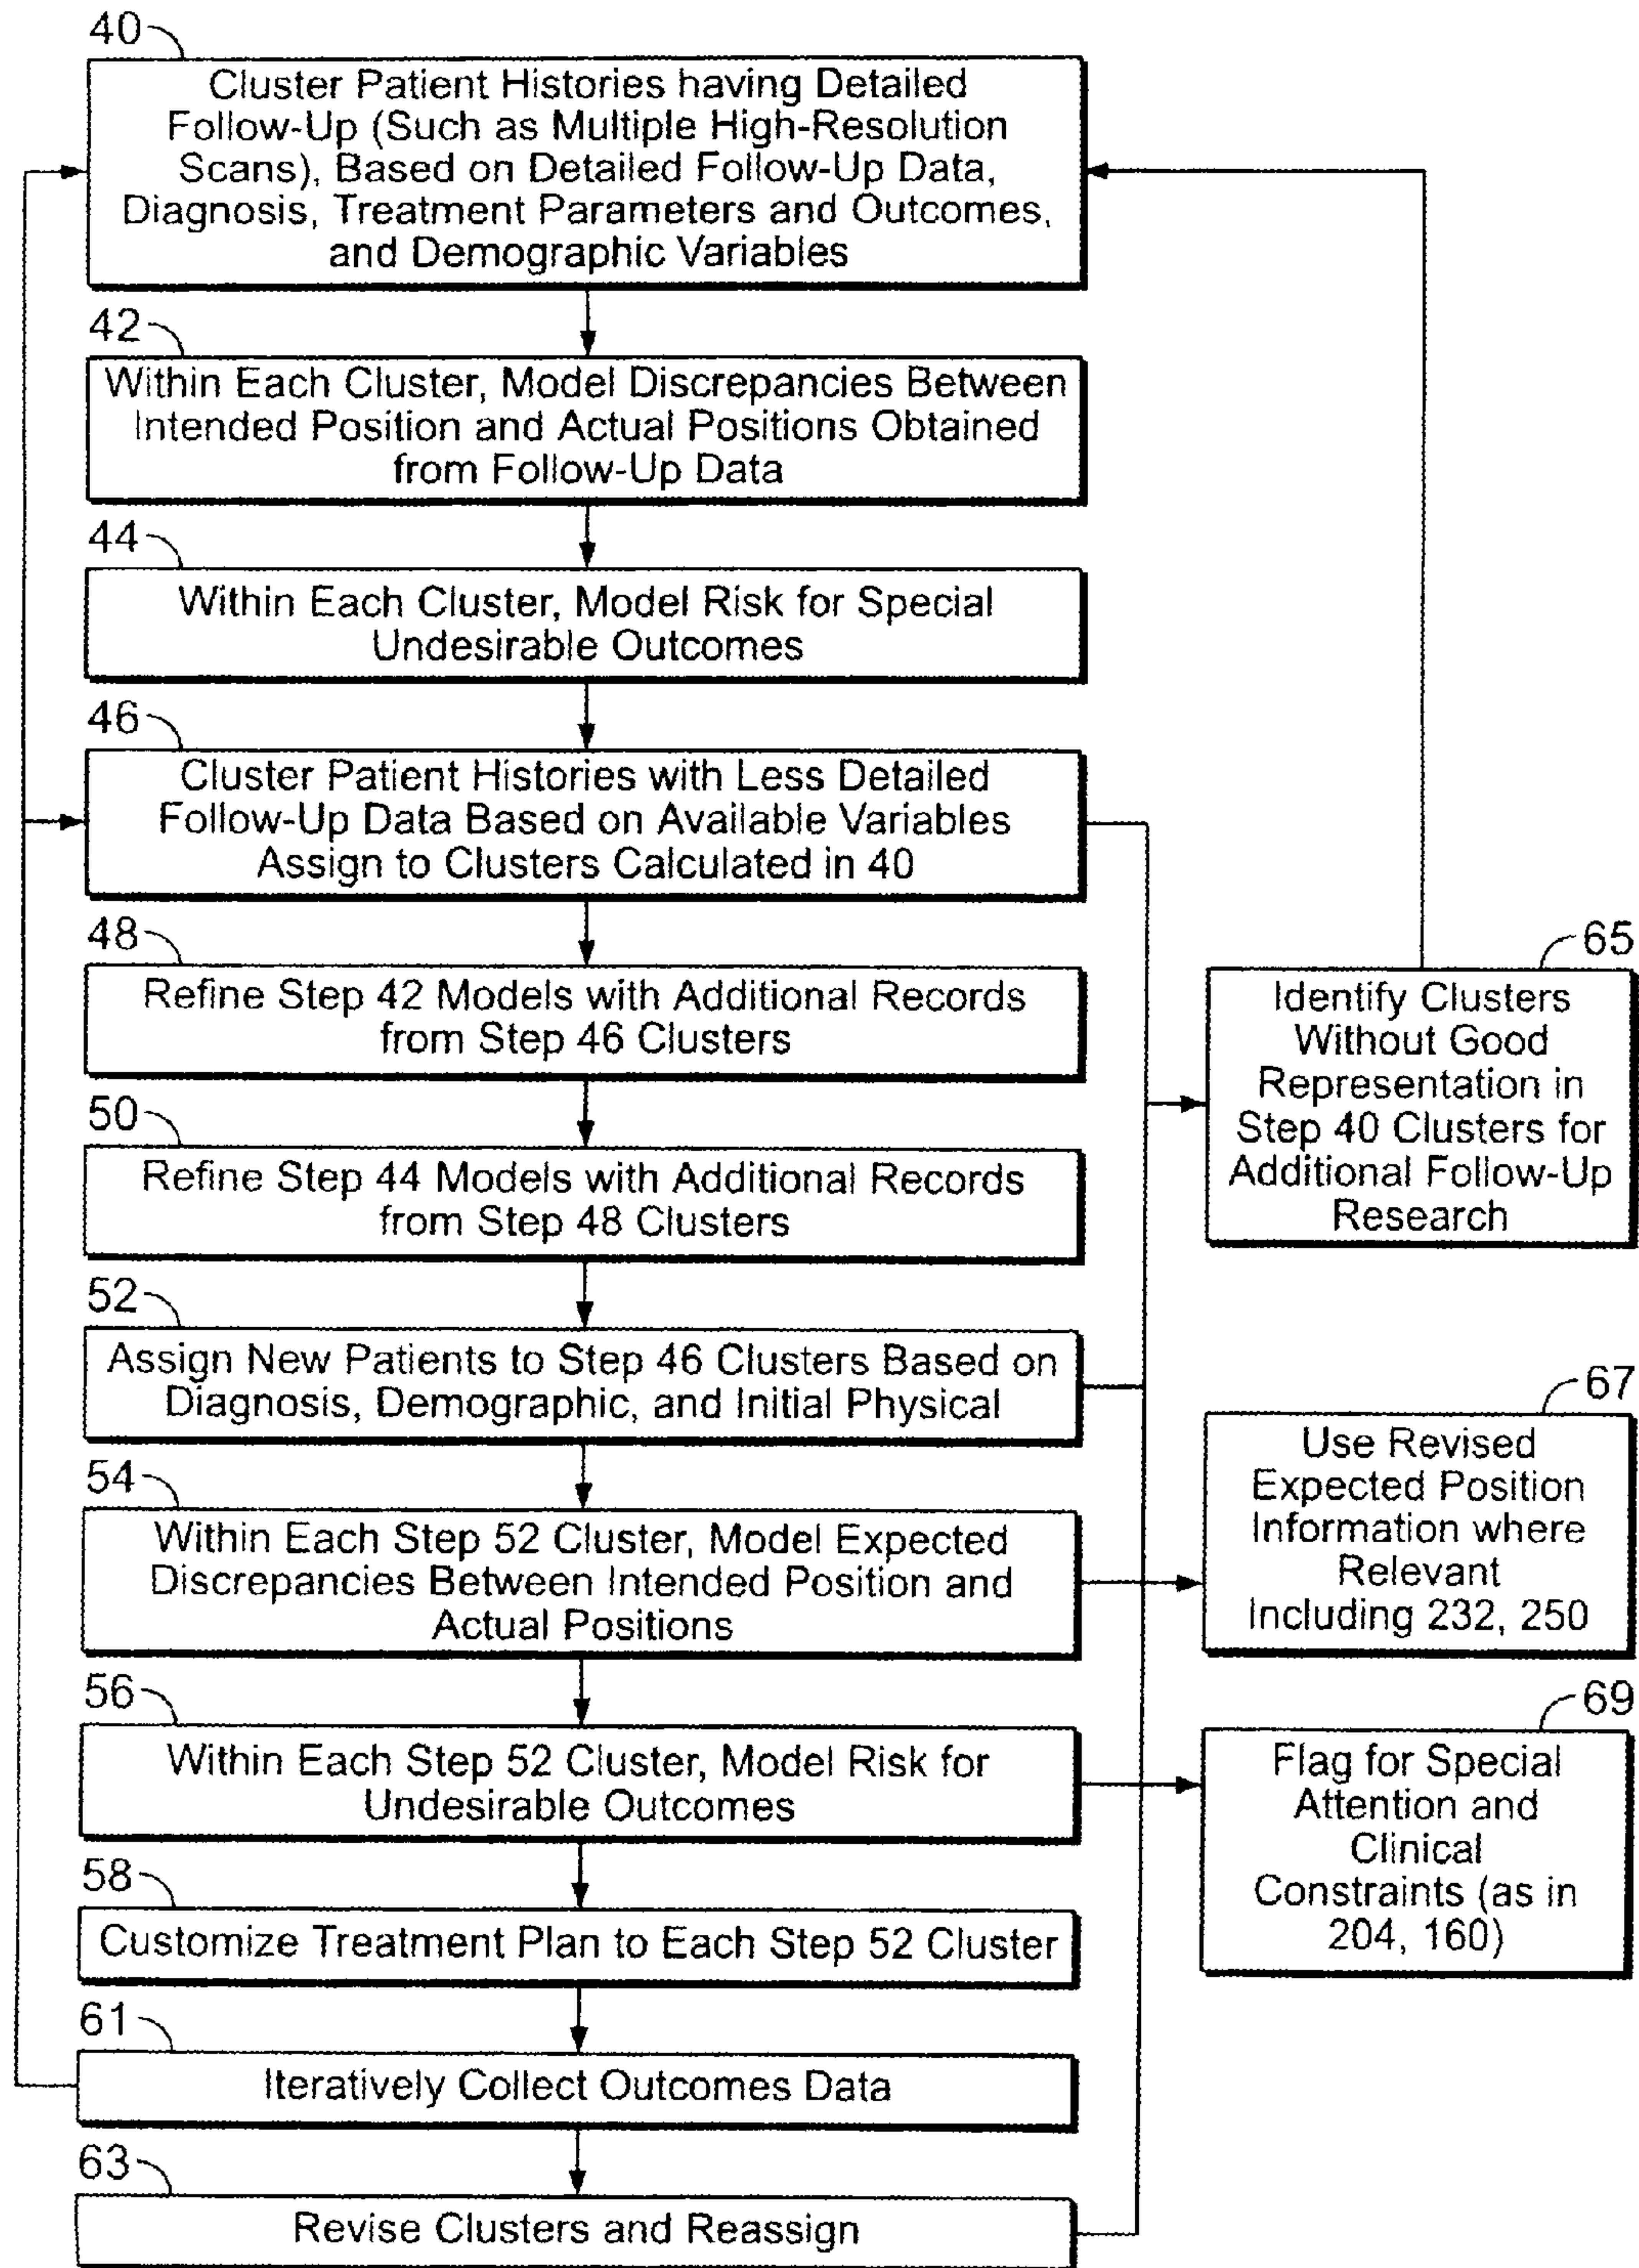 40
Cluster Patient Histories having Detailed
Follow-Up (Such as Multiple High-Resolution
Scans), Based on Detailed Follow-Up Data,
Diagnosis, Treatment Parameters and Outcomes,
and Demographic Variables
42
Within Each Cluster, Model Discrepancies Between
Intended Position and Actual Positions Obtained
from Follow-Up Data
44
Within Each Cluster, Model Risk for Special
Undesirable Outcomes
46
Cluster Patient Histories with Less Detailed
Follow-Up Data Based on Available Variables
Assign to Clusters Calculated in 40
48
Refine Step 42 Models with Additional Records
from Step 46 Clusters
50
Refine Step 44 Models with Additional Records
from Step 48 Clusters
52
Assign New Patients to Step 46 Clusters Based on
Diagnosis, Demographic, and Initial Physical
54
Within Each Step 52 Cluster, Model Expected
Discrepancies Between Intended Position and
Actual Positions
56
Within Each Step 52 Cluster, Model Risk for
Undesirable Outcomes
58
Customize Treatment Plan to Each Step 52 Cluster
61
Iteratively Collect Outcomes Data
63
Revise Clusters and Reassign
65
Identify Clusters
Without Good
Representation in
Step 40 Clusters for
Additional Follow-Up
Research
67
Use Revised
Expected Position
Information where
Relevant
Including 232, 250
69
Flag for Special
Attention and
Clinical
Constraints (as in
204, 160)